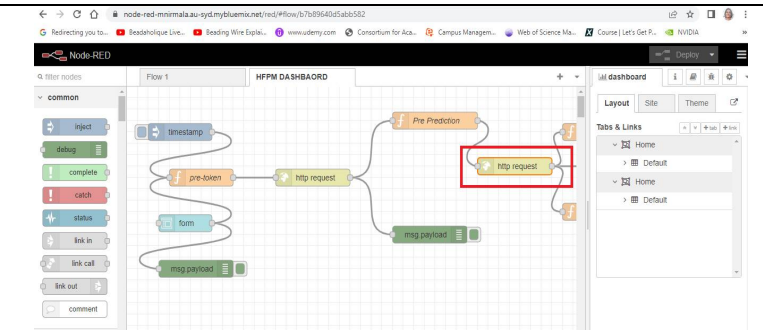 node-red-mnirmala.au-syd.mybluemix.net/red/#flow/b7b89640d5abb582
Redirecting you to... Beadaholique Live... Beading Wire Explai... www.udemy.com Consortium for Aca... Campus Managem... Web of Science Ma... Course | Let's Get P... NVIDIA »
Node-RED Deploy
filter nodes Flow 1 HFPM DASHBAORD + dashboard i
common
Layout Site Theme
inject
debug
complete
catch
status
link in
link call
link out
comment
timestamp
pre-token
http request
form
msg.payload
Pre Prediction
http request
msg.payload
Tabs & Links + tab + link
Home
Default
Home
Default